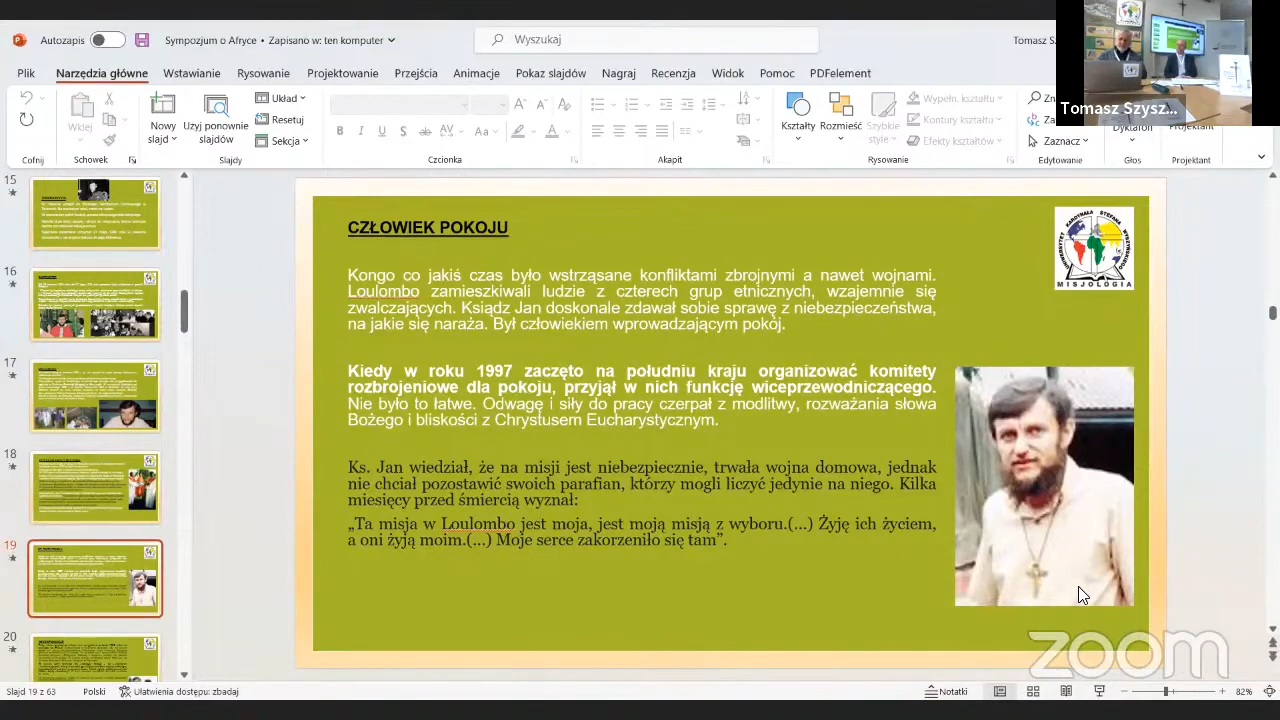 Autozapis
Sympozjum o Afryce • Zapisano w: ten komputer
Wyszukaj
Tomasz Sz
Tomasz Szysz...
Plik Narzędzia główne Wstawianie Rysowanie Projektowanie Przejścia Animacje Pokaz slajdów Nagraj Recenzja Widok Pomoc PDFelement
Wklej
Nowy slajd
Użyj ponownie slajdów
Układ
Resetuj
Sekcja
Kształty
Rozmieść
Szybkie style
Wypełn. kształtu
Kontury kształtu
Efekty kształtu
Zaznacz
Dyktafon
Projektant
Cofnij Schowek Slajdy Czcionka Akapit Rysowanie Edytowanie Głos Projektant
15
16
17
18
19
20
CZŁOWIEK POKOJU
UNIWERSYTET KARDYNAŁA STEFANA WYSZYŃSKIEGO
MISJOLOGIA
Kongo co jakiś czas było wstrząsane konfliktami zbrojnymi a nawet wojnami.
Loulombo zamieszkiwali ludzie z czterech grup etnicznych, wzajemnie się
zwalczających. Ksiądz Jan doskonale zdawał sobie sprawę z niebezpieczeństwa,
na jakie się naraża. Był człowiekiem wprowadzającym pokój.
Kiedy w roku 1997 zaczęto na południu kraju organizować komitety
rozbrojeniowe dla pokoju, przyjął w nich funkcję wiceprzewodniczącego.
Nie było to łatwe. Odwagę i siły do pracy czerpał z modlitwy, rozważania słowa
Bożego i bliskości z Chrystusem Eucharystycznym.
Ks. Jan wiedział, że na misji jest niebezpiecznie, trwała wojna domowa, jednak
nie chciał pozostawić swoich parafian, którzy mogli liczyć jedynie na niego. Kilka
miesięcy przed śmiercią wyznał:
„Ta misja w Loulombo jest moja, jest moją misją z wyboru.(...) Żyję ich życiem,
a oni żyją moim.(...) Moje serce zakorzeniło się tam”.
zoom
Slajd 19 z 63 Polski Ułatwienia dostępu: zbadaj Notatki 82%